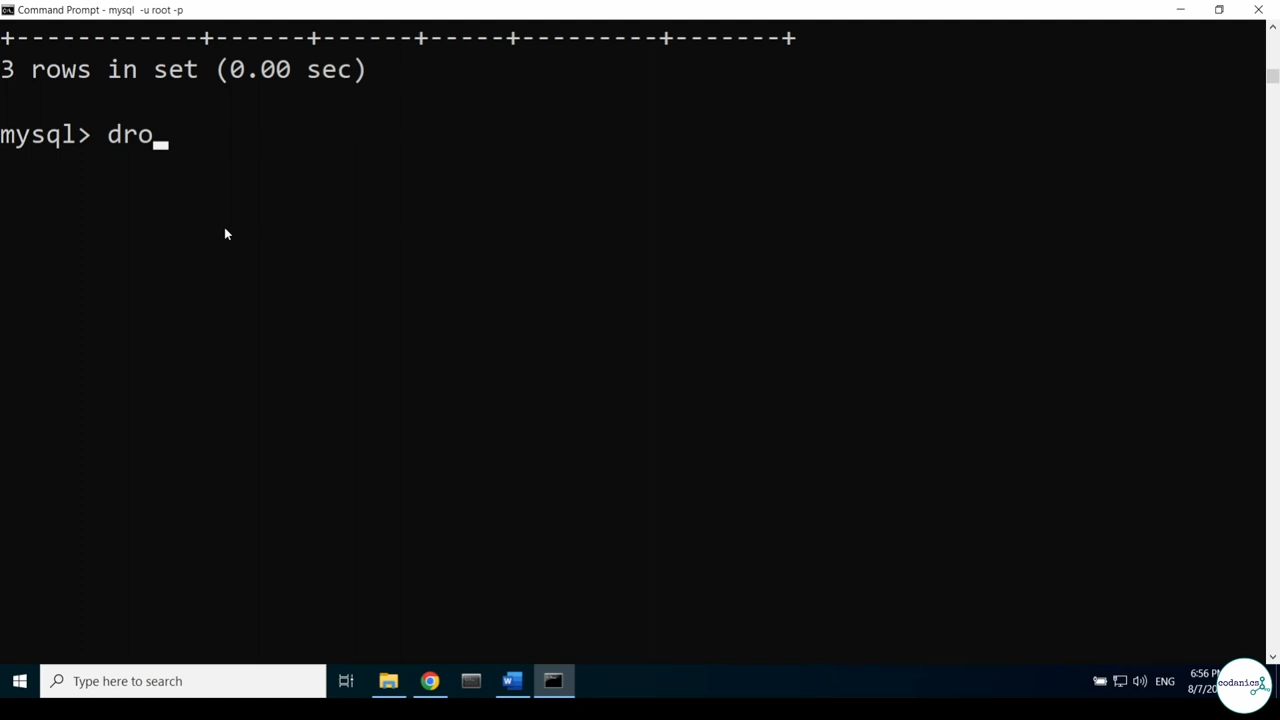 Command Prompt - mysql -u root -p
+------------+------+------+-----+---------+-------+
3 rows in set (0.00 sec)
mysql> dro
Type here to search
ENG
6:56
8/7/20
codanics